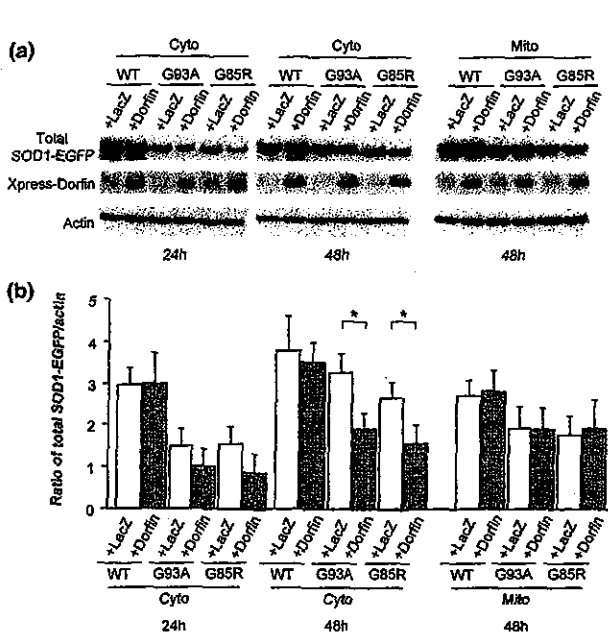 (a)
Cyto Cyto Mito
WT G93A G85R WT G93A G85R WT G93A G85R
+LacZ +Dorfin +LacZ +Dorfin +LacZ +Dorfin +LacZ +Dorfin +LacZ +Dorfin +LacZ +Dorfin +LacZ +Dorfin +LacZ +Dorfin +LacZ +Dorfin
Total
SOD1-EGFP
Xpress-Dorfin
Actin
24h 48h 48h
(b)
Ratio of total SOD1-EGFP/actin
5
4
3
2
1
0
* *
+LacZ +Dorfin +LacZ +Dorfin +LacZ +Dorfin +LacZ +Dorfin +LacZ +Dorfin +LacZ +Dorfin +LacZ +Dorfin +LacZ +Dorfin +LacZ +Dorfin
WT G93A G85R WT G93A G85R WT G93A G85R
Cyto Cyto Mito
24h 48h 48h